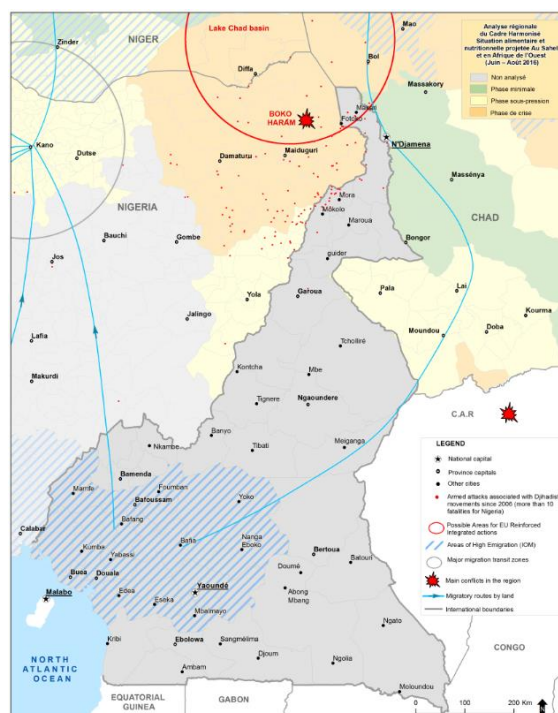 Analyse régionale
du Cadre Harmonisé
Situation alimentaire et
nutritionnelle projetée Au Sahel
et en Afrique de l'Ouest
(Juin - Août 2016)
Non analysé
Phase minimale
Phase sous-pression
Phase de crise
Lake Chad basin
NIGER
Zinder
Mao
Bol
Diffa
Massakory
Makari
Fotokol
BOKO
HARAM
Kano
N'Djamena
Dutse
Damaturu
Maiduguri
Massénya
Mora
Mokolo
NIGERIA
CHAD
Maroua
Bauchi
Gombe
Bongor
Jos
guider
Yola
Garoua
Pala
Lai
Kourma
Jalingo
Lafia
Moundou
Doba
Tcholliré
Makurdi
Kontcha
Mbe
C.A.R
Tignere
Ngaoundere
Banyo
Nkambe
Tibati
Meiganga
Bamenda
Mamfe
Foumban
Bafoussam
Yoko
Bafang
Calabar
Kumba
Bafia
Nanga
Eboko
Yabassi
Bertoua
Batouri
Buea
Douala
Doumé
Malabo
Edea
Yaoundé
Abong
Mbang
Eseka
Mbalmayo
Ngato
Kribi
Ebolowa
Sangmélima
Djoum
Ngolia
Ambam
Moloundou
NORTH
ATLANTIC
OCEAN
EQUATORIAL
GUINEA
GABON
CONGO
LEGEND
National capital
Province capitals
Other cities
Armed attacks associated with Djihadist
movements since 2006 (more than 10
fatalities for Nigeria)
Possible Areas for EU Reinforced
Integrated actions
Areas of High Emigration (IOM)
Major migration transit zones
Main conflicts in the region
Migratory routes by land
International boundaries
0 50 100 200
Km